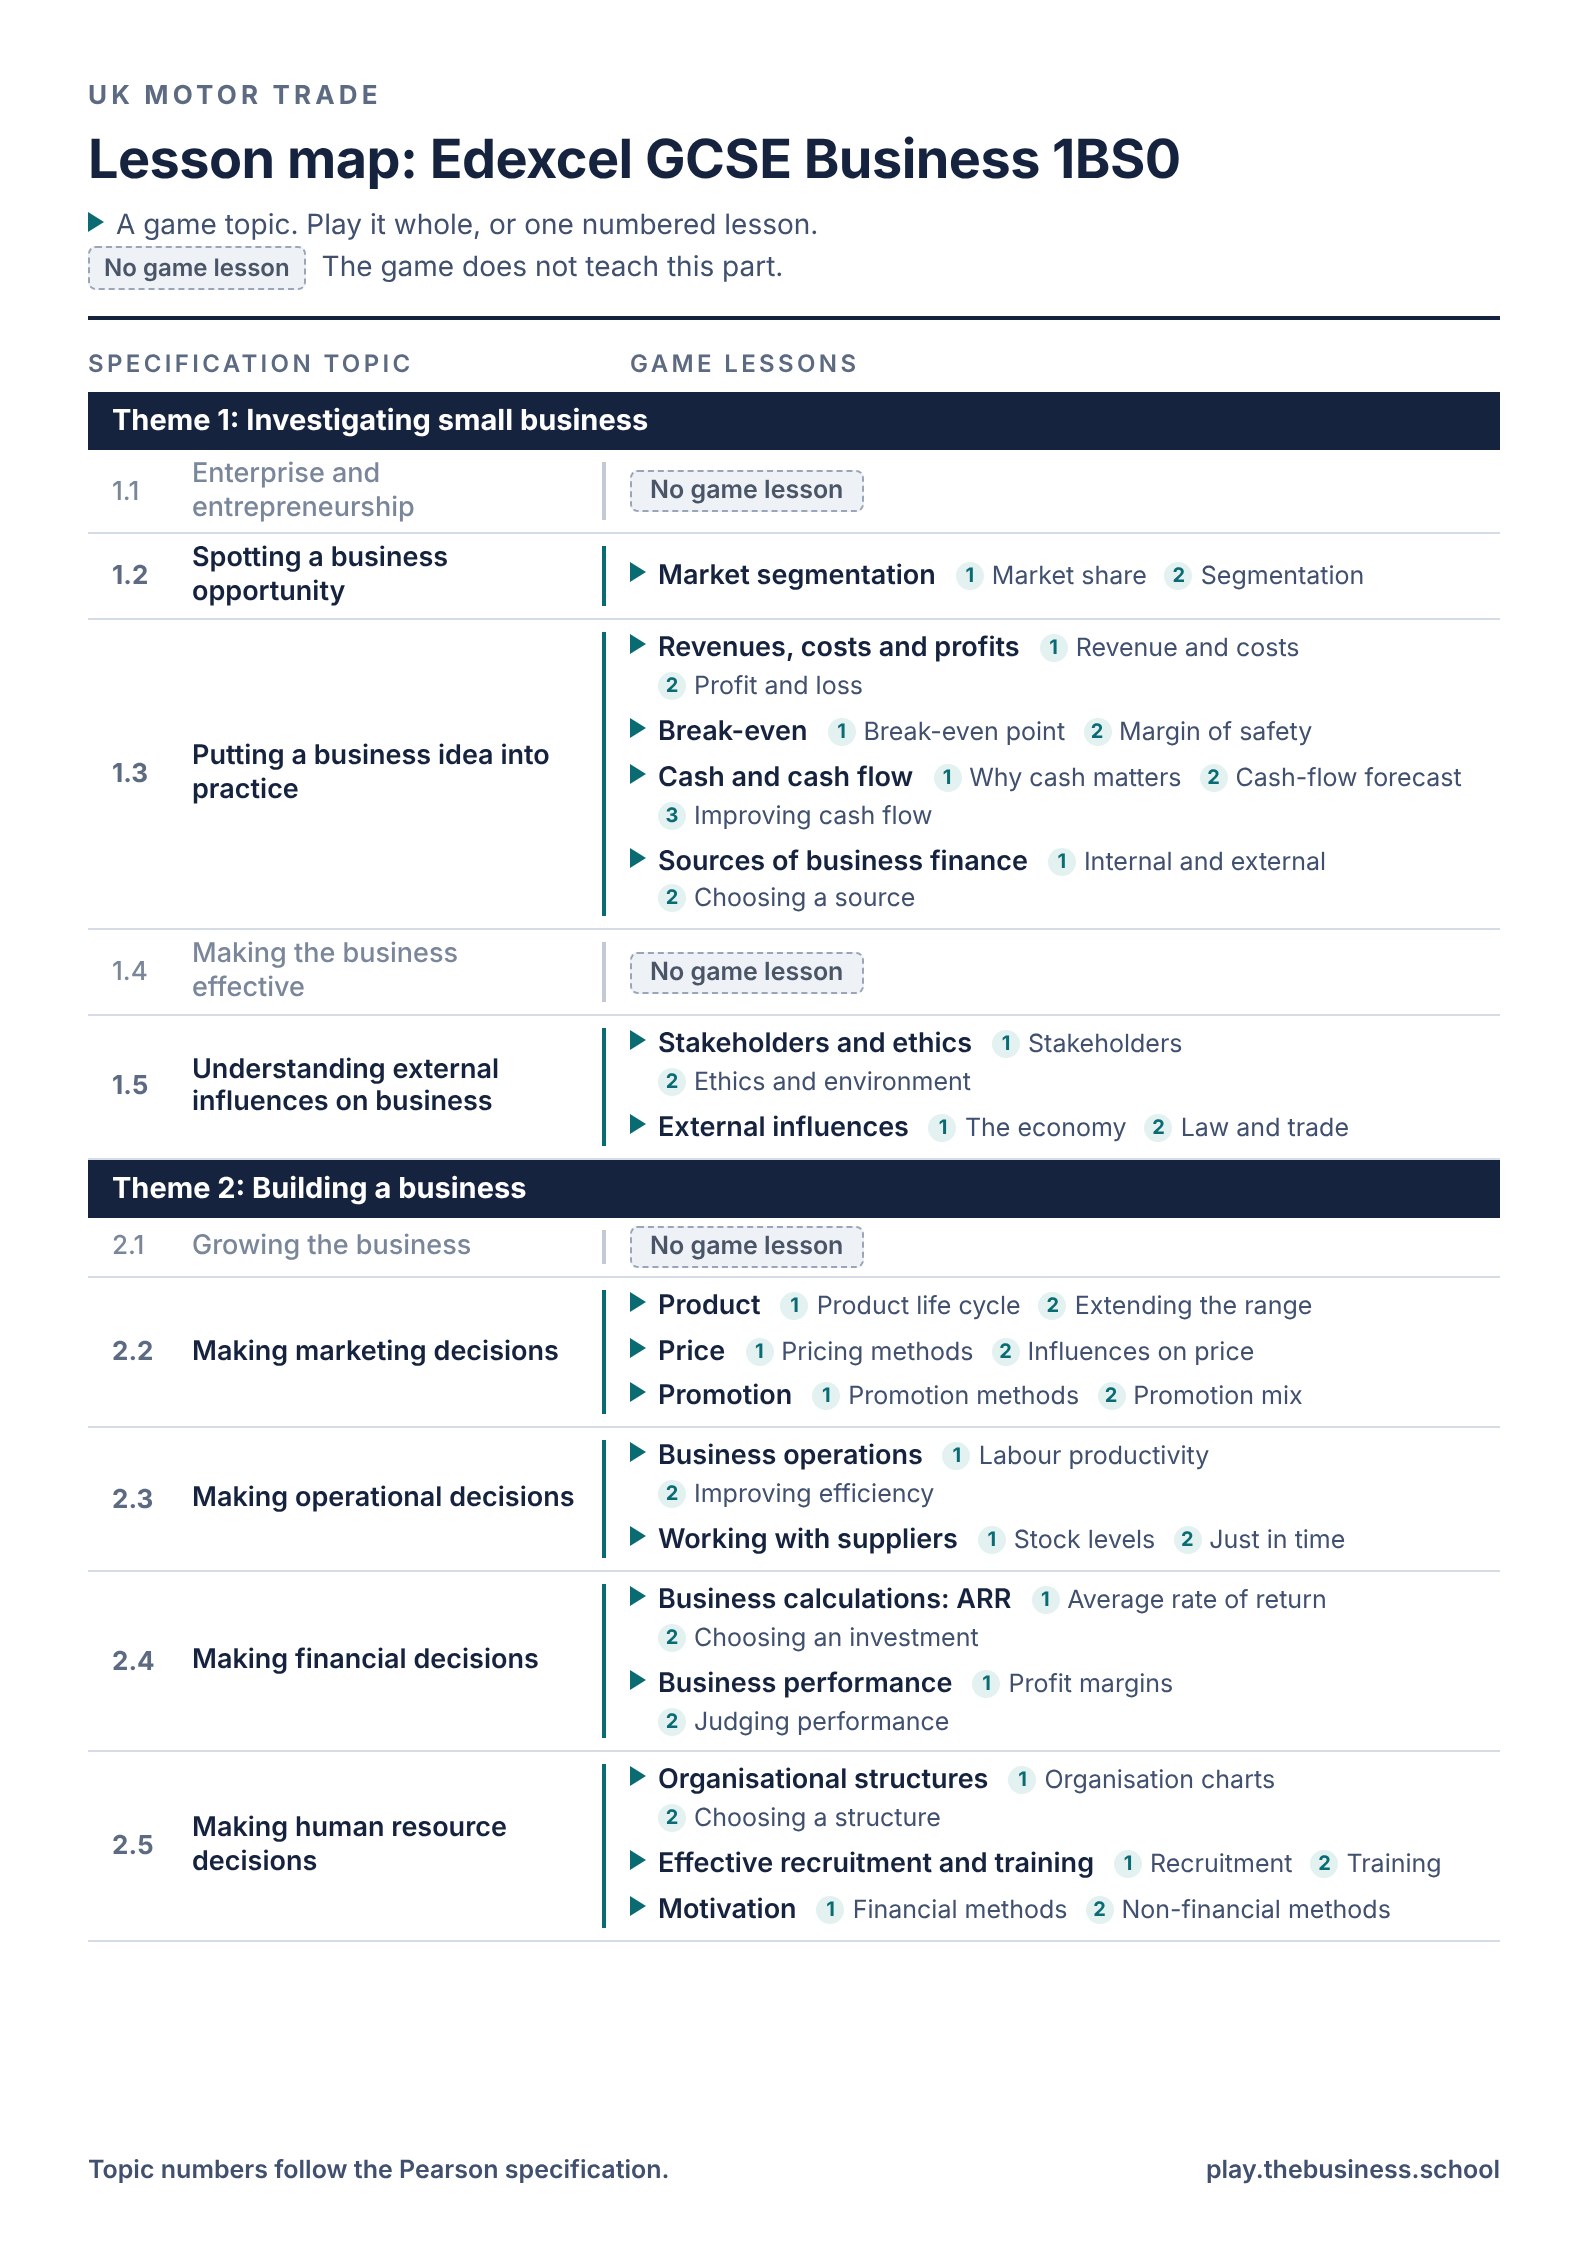 UK MOTOR TRADE
Lesson map: Edexcel GCSE Business 1BS0
A game topic. Play it whole, or one numbered lesson.
No game lesson The game does not teach this part.
SPECIFICATION TOPIC GAME LESSONS
Theme 1: Investigating small business
1.1 Enterprise and
entrepreneurship
No game lesson
1.2 Spotting a business
opportunity
Market segmentation 1 Market share 2 Segmentation
1.3 Putting a business idea into
practice
Revenues, costs and profits 1 Revenue and costs
2 Profit and loss
Break-even 1 Break-even point 2 Margin of safety
Cash and cash flow 1 Why cash matters 2 Cash-flow forecast
3 Improving cash flow
Sources of business finance 1 Internal and external
2 Choosing a source
1.4 Making the business
effective
No game lesson
1.5 Understanding external
influences on business
Stakeholders and ethics 1 Stakeholders
2 Ethics and environment
External influences 1 The economy 2 Law and trade
Theme 2: Building a business
2.1 Growing the business No game lesson
2.2 Making marketing decisions
Product 1 Product life cycle 2 Extending the range
Price 1 Pricing methods 2 Influences on price
Promotion 1 Promotion methods 2 Promotion mix
2.3 Making operational decisions
Business operations 1 Labour productivity
2 Improving efficiency
Working with suppliers 1 Stock levels 2 Just in time
2.4 Making financial decisions
Business calculations: ARR 1 Average rate of return
2 Choosing an investment
Business performance 1 Profit margins
2 Judging performance
2.5 Making human resource
decisions
Organisational structures 1 Organisation charts
2 Choosing a structure
Effective recruitment and training 1 Recruitment 2 Training
Motivation 1 Financial methods 2 Non-financial methods
Topic numbers follow the Pearson specification. play.thebusiness.school